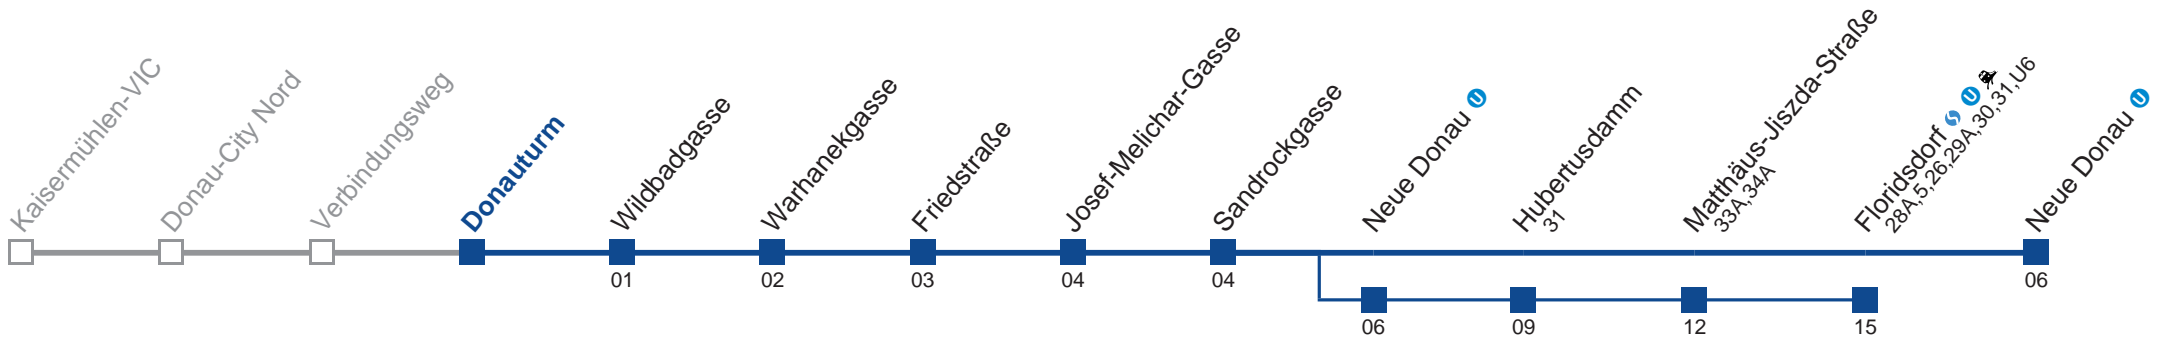 Kaisermühlen-VIC
Donau-City Nord
Verbindungsweg
Donauturm
Wildbadgasse
Warhanekgasse
Friedstraße
Josef-Melichar-Gasse
Sandrockgasse
Neue Donau U
Hubertusdamm
31
Matthäus-Jiszda-Straße
33A,34A
Floridsdorf S U
28A,5,26,29A,30,31,U6
Neue Donau U
01
02
03
04
04
06
06
09
12
15